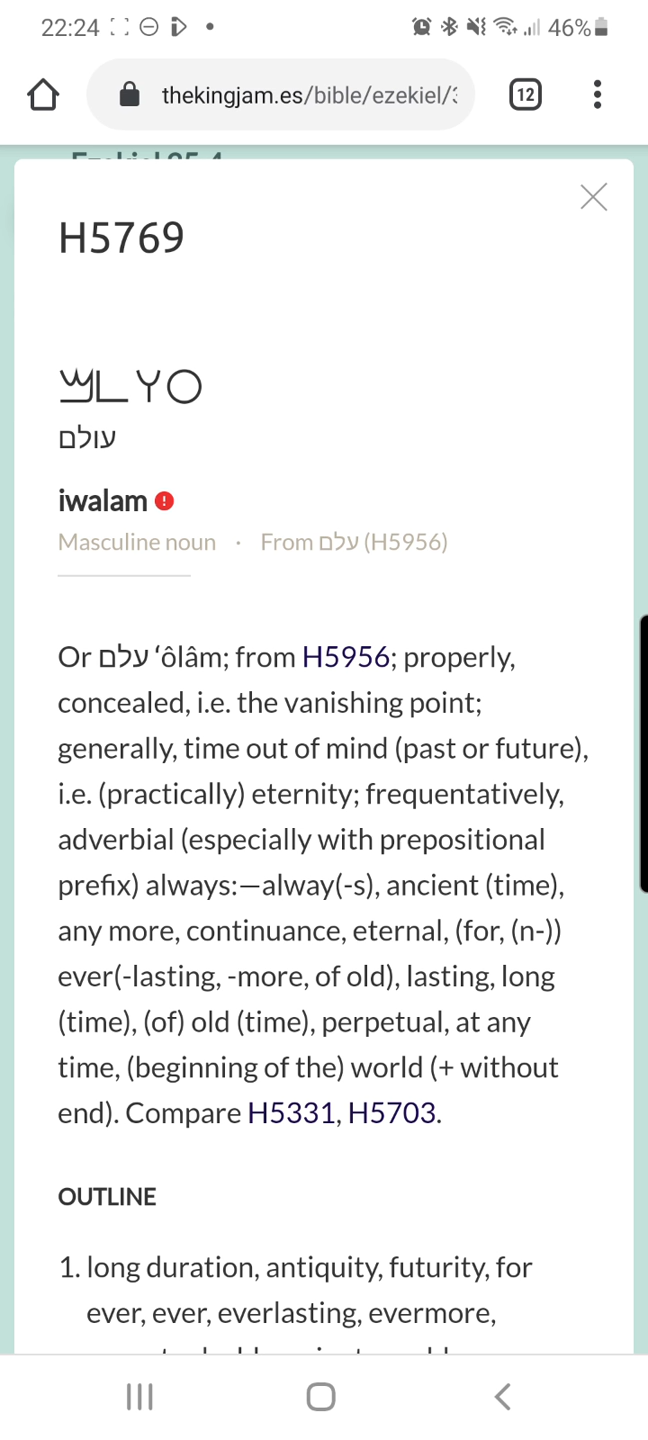 22:24
46%
thekingjam.es/bible/ezekiel/3
12
H5769
𐤏𐤅𐤋𐤌
עולם
iwalam
Masculine noun · From עלם (H5956)
Or עלם ‘ôlâm; from H5956; properly,
concealed, i.e. the vanishing point;
generally, time out of mind (past or future),
i.e. (practically) eternity; frequentatively,
adverbial (especially with prepositional
prefix) always:—alway(-s), ancient (time),
any more, continuance, eternal, (for, (n-))
ever(-lasting, -more, of old), lasting, long
(time), (of) old (time), perpetual, at any
time, (beginning of the) world (+ without
end). Compare H5331, H5703.
OUTLINE
1. long duration, antiquity, futurity, for
ever, ever, everlasting, evermore,